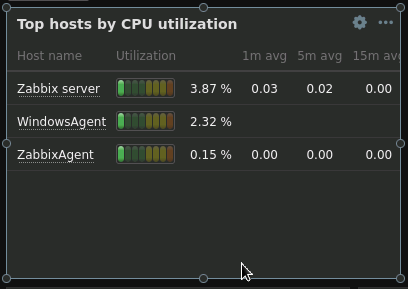 Top hosts by CPU utilization
Host name Utilization 1m avg 5m avg 15m avg
Zabbix server 3.87 % 0.03 0.02 0.00
WindowsAgent 2.32 %
ZabbixAgent 0.15 % 0.00 0.00 0.00